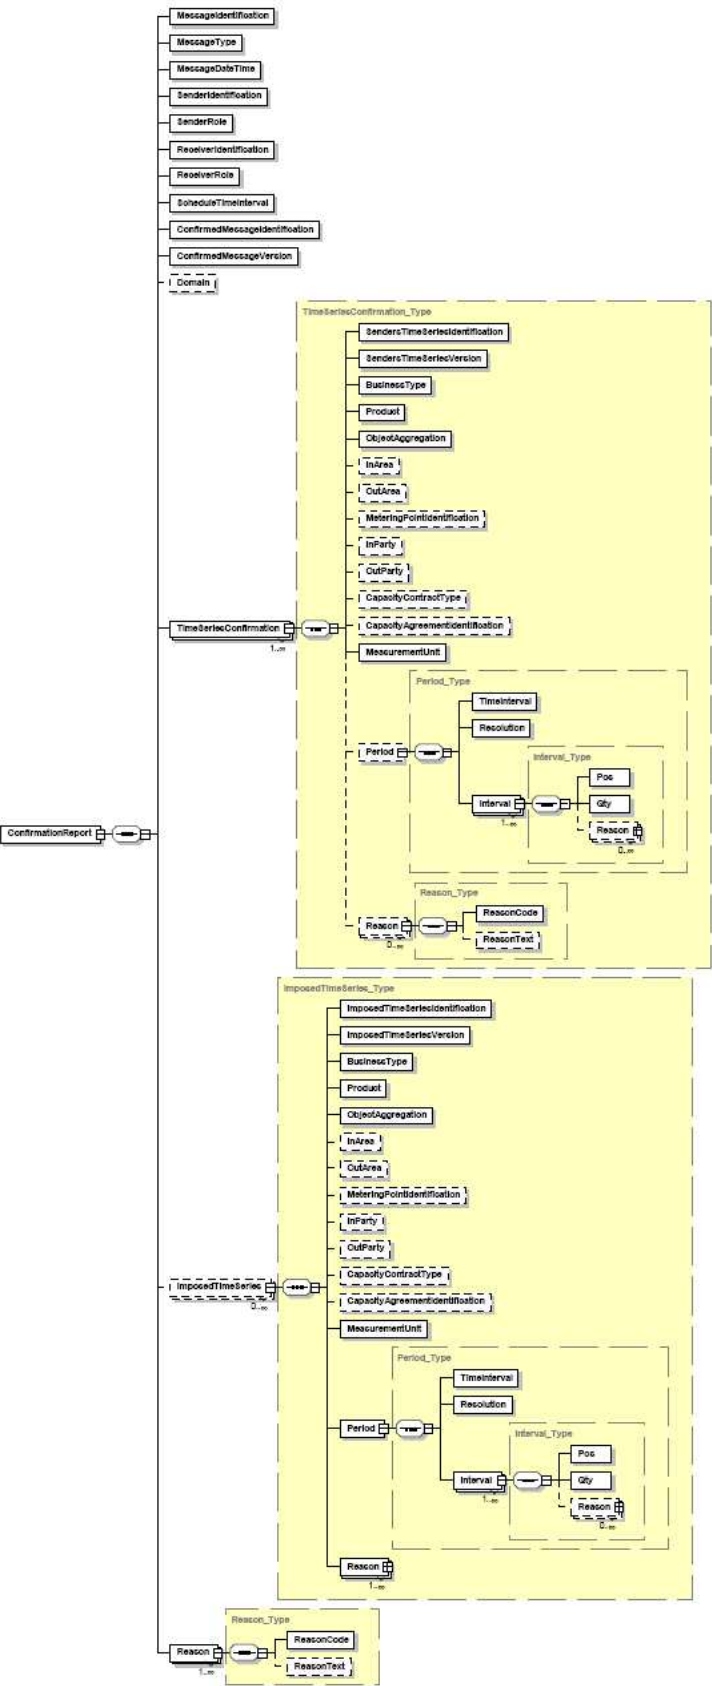 MessageIdentification
MessageType
MessageDateTime
SenderIdentification
SenderRole
ReceiverIdentification
ReceiverRole
ScheduleTimeInterval
ConfirmedMessageIdentification
ConfirmedMessageVersion
Domain
TimeSeriesConfirmation_Type
SendersTimeSeriesIdentification
SendersTimeSeriesVersion
BusinessType
Product
ObjectAggregation
InArea
OutArea
MeteringPointIdentification
InParty
OutParty
CapacityContractType
CapacityAgreementIdentification
TimeSeriesConfirmation
1..∞
MeasurementUnit
Period_Type
TimeInterval
Resolution
Period
Interval_Type
Pos
Interval
1..∞
Qty
Reason
0..∞
ConfirmationReport
Reason_Type
ReasonCode
Reason
0..∞
ReasonText
ImposedTimeSeries_Type
ImposedTimeSeriesIdentification
ImposedTimeSeriesVersion
BusinessType
Product
ObjectAggregation
InArea
OutArea
MeteringPointIdentification
InParty
OutParty
CapacityContractType
ImposedTimeSeries
0..∞
CapacityAgreementIdentification
MeasurementUnit
Period_Type
TimeInterval
Resolution
Period
Interval_Type
Pos
Interval
1..∞
Qty
Reason
0..∞
Reason
1..∞
Reason_Type
ReasonCode
Reason
1..∞
ReasonText